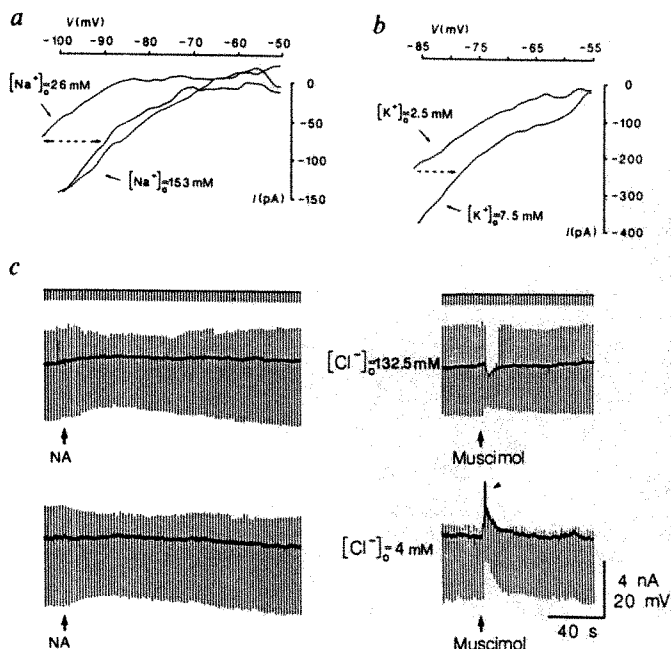 a
V(mV)
-100 -90 -80 -70 -60 -50
[Na+]o=26 mM
[Na+]o=153 mM
0
-50
-100
-150
I(pA)
b
V(mV)
-85 -75 -65 -55
[K+]o=2.5 mM
[K+]o=7.5 mM
0
-100
-200
-300
-400
I(pA)
c
[Cl-]o=132.5 mM
NA
Muscimol
[Cl-]o=4 mM
NA
Muscimol
4 nA
20 mV
40 s